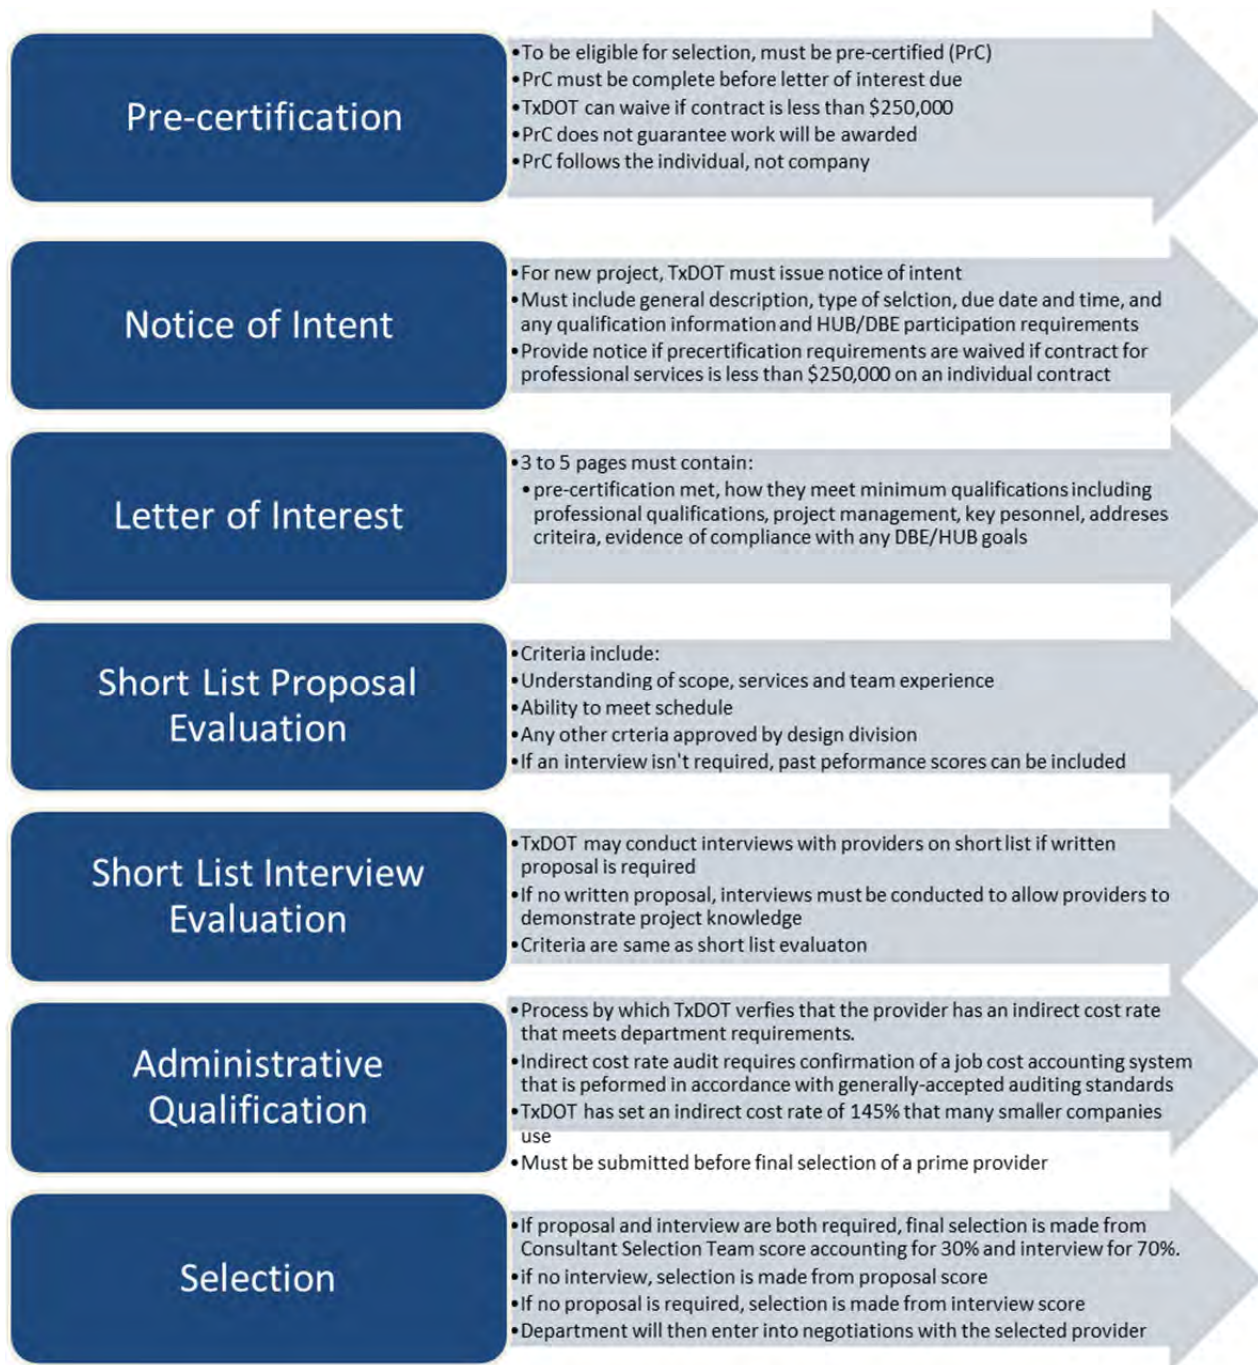 Pre-certification
•To be eligible for selection, must be pre-certified (PrC)
•PrC must be complete before letter of interest due
•TxDOT can waive if contract is less than $250,000
•PrC does not guarantee work will be awarded
•PrC follows the individual, not company
Notice of Intent
•For new project, TxDOT must issue notice of intent
•Must include general description, type of selction, due date and time, and
any qualification information and HUB/DBE participation requirements
•Provide notice if precertification requirements are waived if contract for
professional services is less than $250,000 on an individual contract
Letter of Interest
•3 to 5 pages must contain:
•pre-certification met, how they meet minimum qualifications including
professional qualifications, project management, key pesonnel, addreses
criteira, evidence of compliance with any DBE/HUB goals
Short List Proposal
Evaluation
•Criteria include:
•Understanding of scope, services and team experience
•Ability to meet schedule
•Any other crteria approved by design division
•If an interview isn't required, past peformance scores can be included
Short List Interview
Evaluation
•TxDOT may conduct interviews with providers on short list if written
proposal is required
•If no written proposal, interviews must be conducted to allow providers to
demonstrate project knowledge
•Criteria are same as short list evaluaton
Administrative
Qualification
•Process by which TxDOT verfies that the provider has an indirect cost rate
that meets department requirements.
•Indirect cost rate audit requires confirmation of a job cost accounting system
that is peformed in accordance with generally-accepted auditing standards
•TxDOT has set an indirect cost rate of 145% that many smaller companies
use
•Must be submitted before final selection of a prime provider
Selection
•If proposal and interview are both required, final selection is made from
Consultant Selection Team score accounting for 30% and interview for 70%.
•if no interview, selection is made from proposal score
•If no proposal is required, selection is made from interview score
•Department will then enter into negotiations with the selected provider